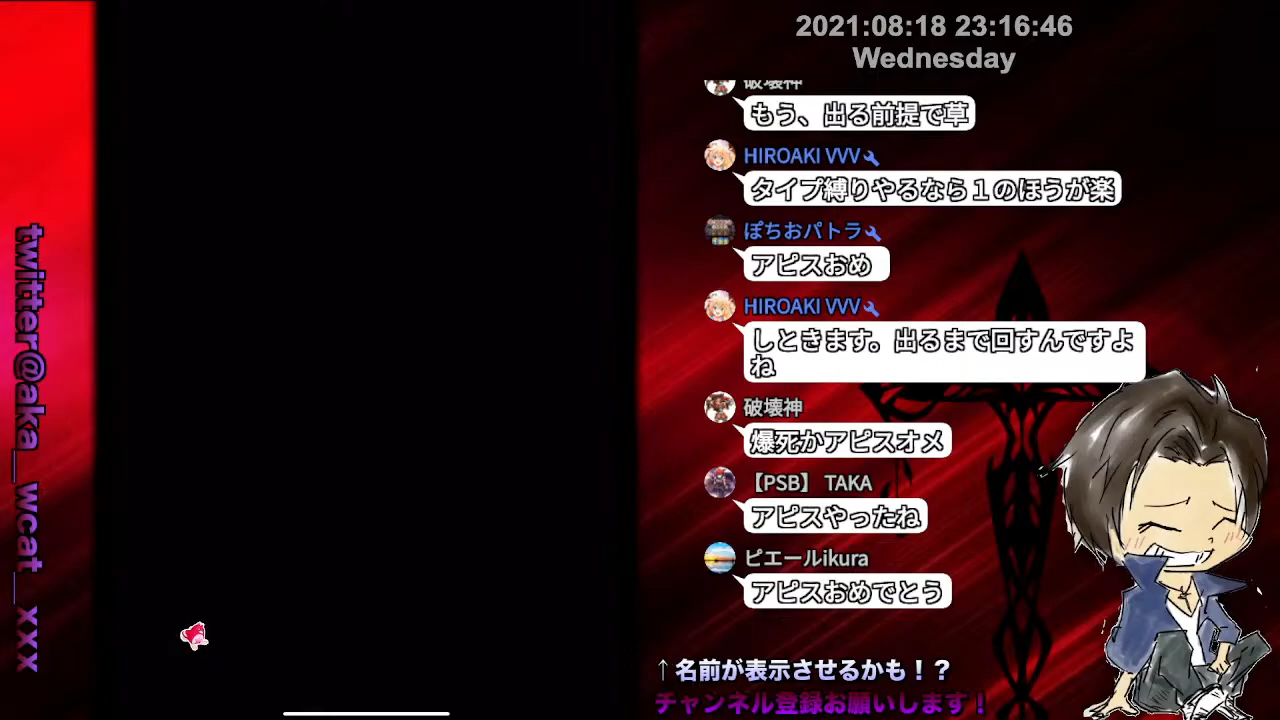 2021:08:18 23:16:46
Wednesday
破壊神
もう、出る前提で草
HIROAKI VVV
タイプ縛りやるなら１のほうが楽
ぽちおパトラ
アピスおめ
HIROAKI VVV
しときます。出るまで回すんですよ
ね
破壊神
爆死かアピスオメ
【PSB】 TAKA
アピスやったね
ピエールikura
アピスおめでとう
↑名前が表示させるかも！？
チャンネル登録お願いします！
twitter@aka__wcat__xxx